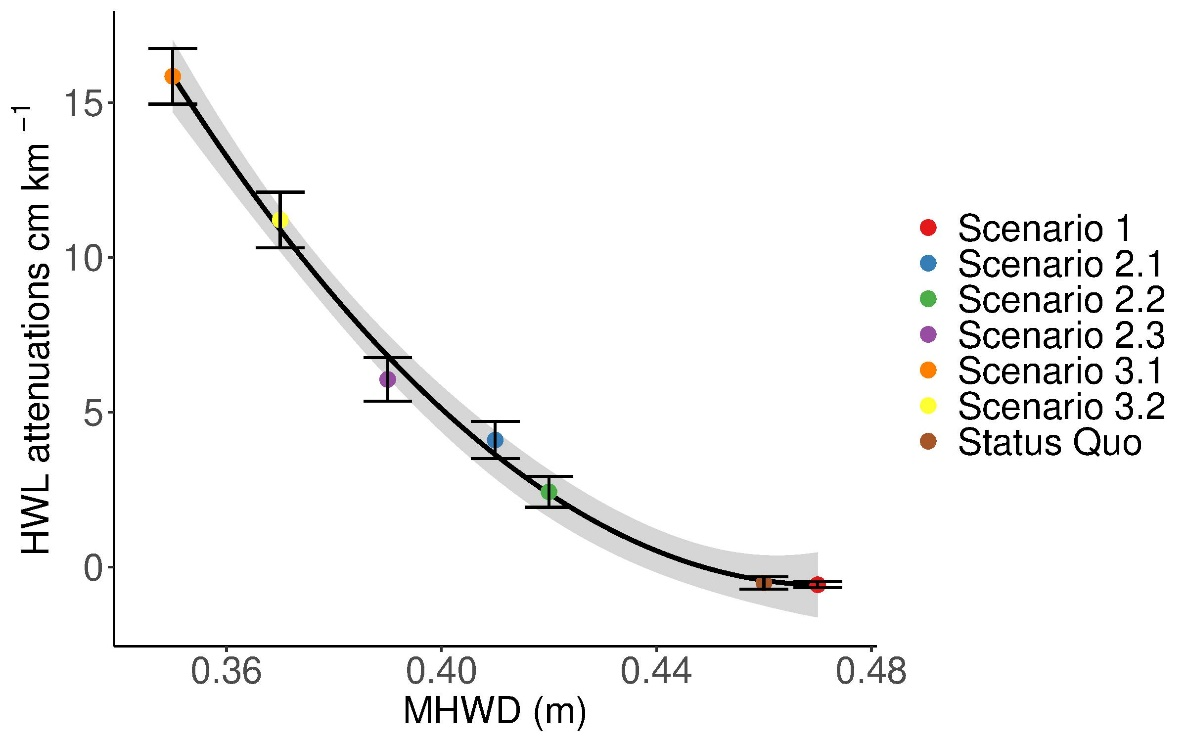 HWL attenuations cm km −1
15
10
5
0
0.36
0.40
0.44
0.48
MHWD (m)
Scenario 1
Scenario 2.1
Scenario 2.2
Scenario 2.3
Scenario 3.1
Scenario 3.2
Status Quo